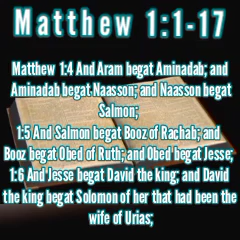 Matthew 1:1-17
Matthew 1:4 And Aram begat Aminadab; and
Aminadab begat Naasson; and Naasson begat
Salmon;
1:5 And Salmon begat Booz of Rachab; and
Booz begat Obed of Ruth; and Obed begat Jesse;
1:6 And Jesse begat David the king; and David
the king begat Solomon of her that had been the
wife of Urias;